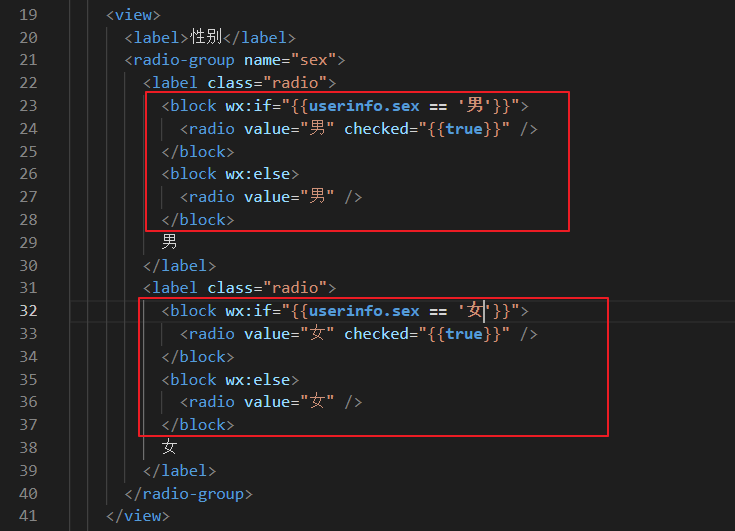 19 <view>
20 <label>性别</label>
21 <radio-group name="sex">
22 <label class="radio">
23 <block wx:if="{{userinfo.sex == '男'}}">
24 <radio value="男" checked="{{true}}" />
25 </block>
26 <block wx:else>
27 <radio value="男" />
28 </block>
29 男
30 </label>
31 <label class="radio">
32 <block wx:if="{{userinfo.sex == '女'}}">
33 <radio value="女" checked="{{true}}" />
34 </block>
35 <block wx:else>
36 <radio value="女" />
37 </block>
38 女
39 </label>
40 </radio-group>
41 </view>